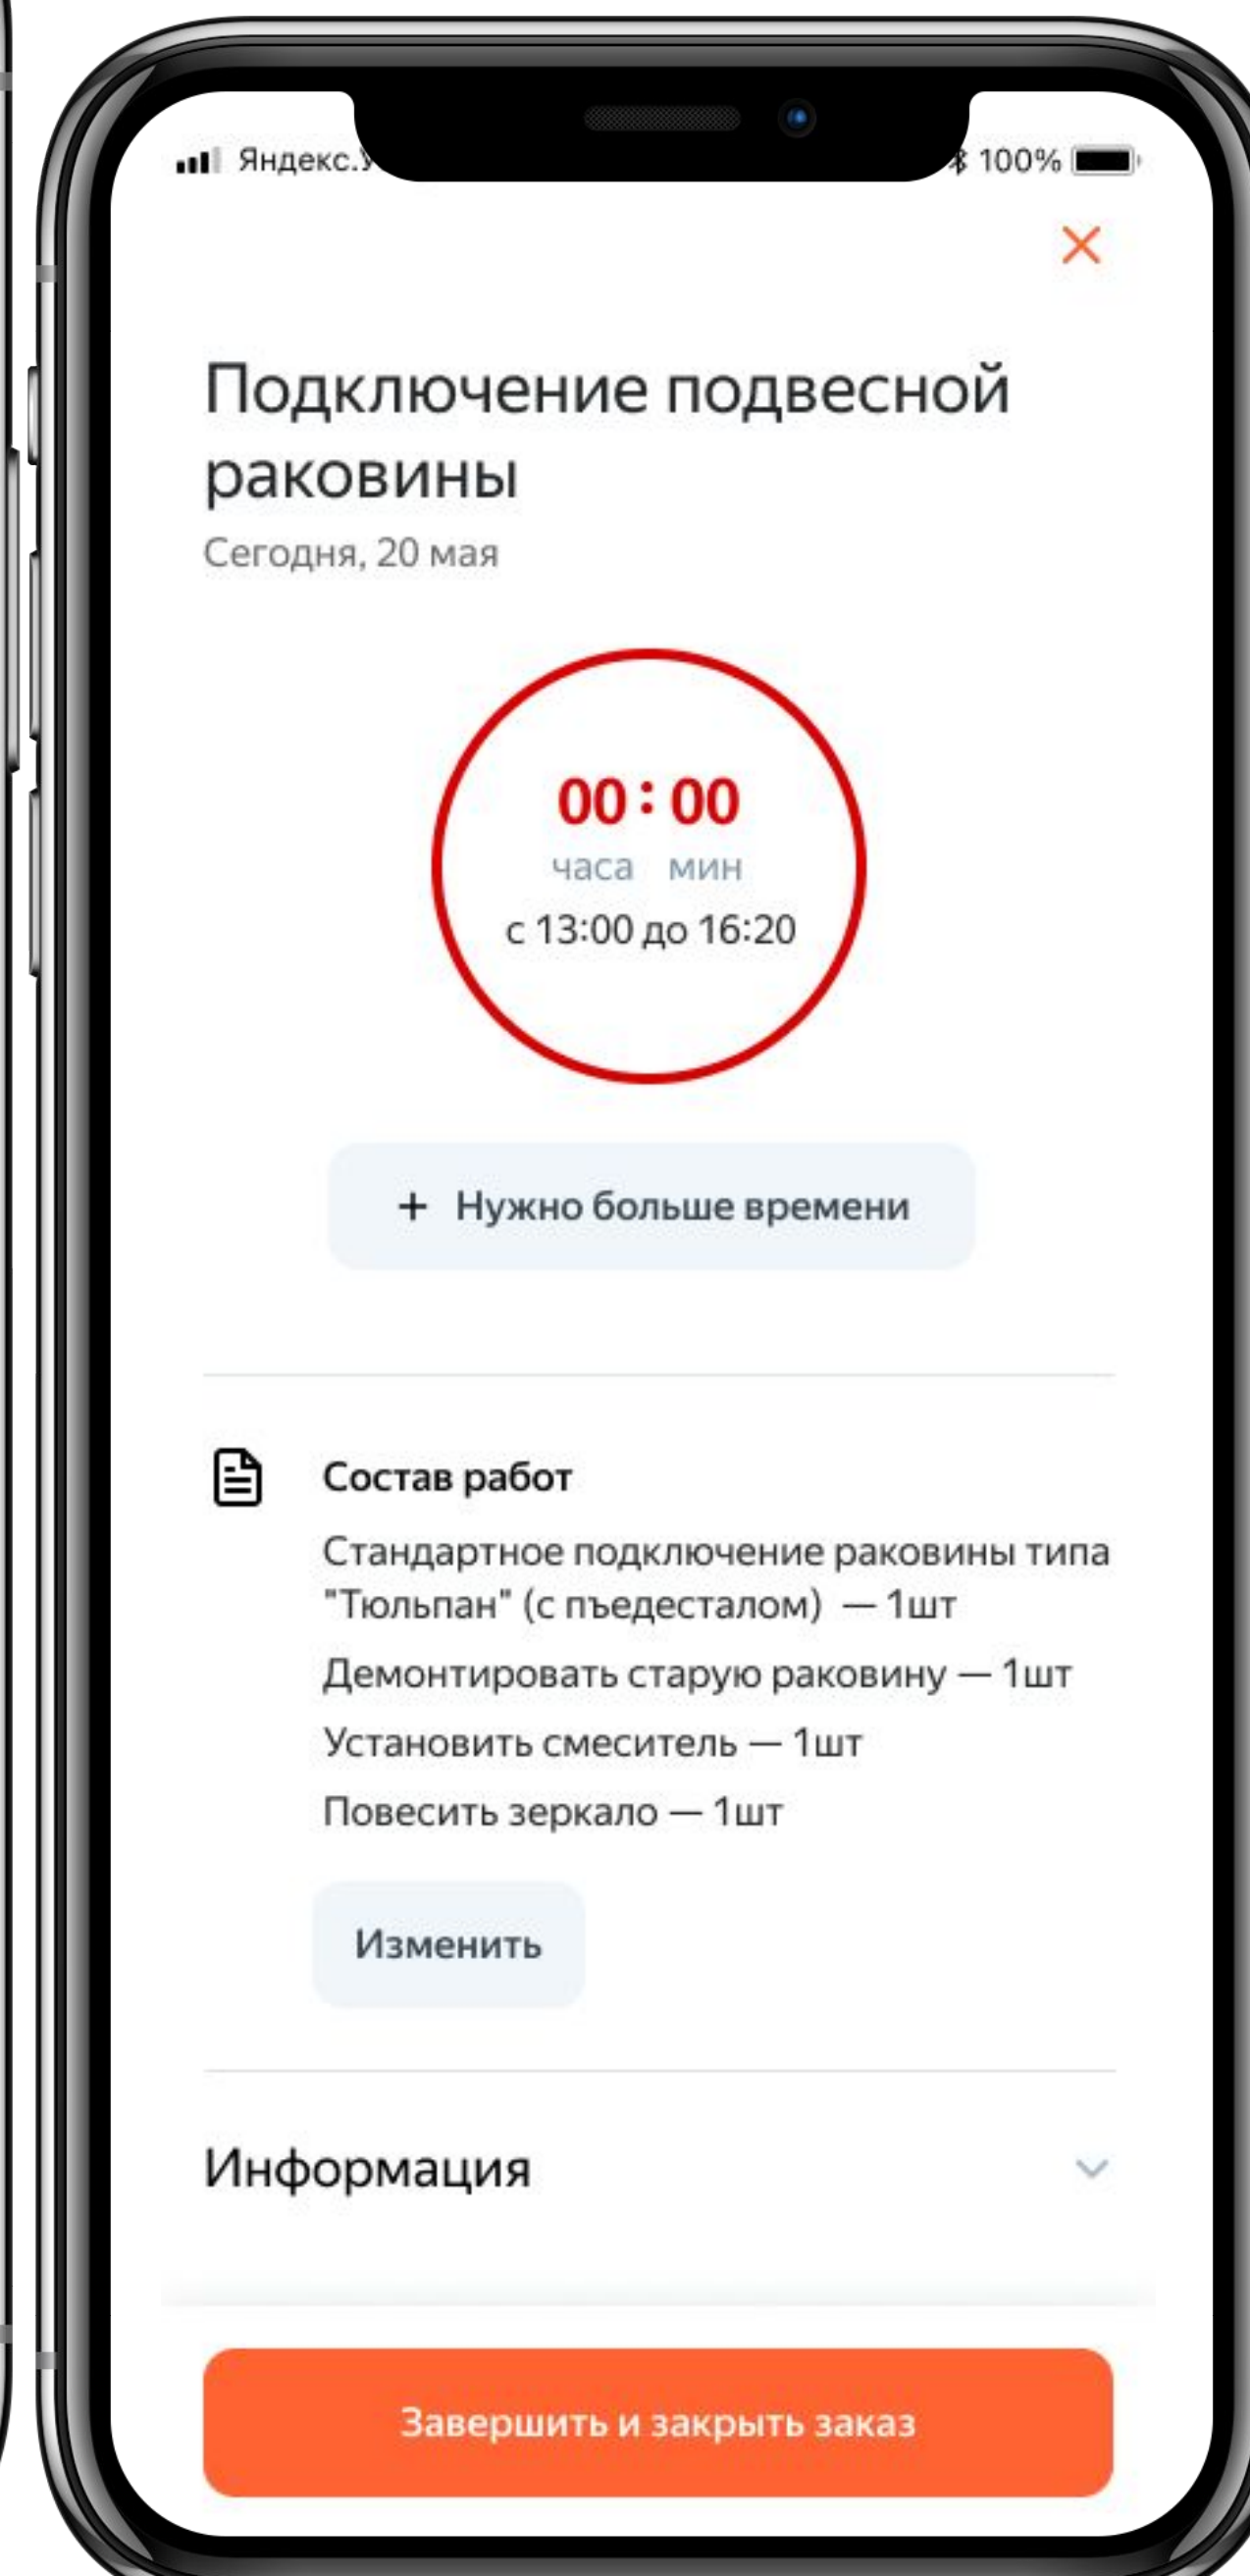 Яндекс.У 100%
Подключение подвесной
раковины
Сегодня, 20 мая
00 : 00
часа мин
с 13:00 до 16:20
+ Нужно больше времени
Состав работ
Стандартное подключение раковины типа
"Тюльпан" (с пъедесталом) — 1шт
Демонтировать старую раковину — 1шт
Установить смеситель — 1шт
Повесить зеркало — 1шт
Изменить
Информация
Завершить и закрыть заказ